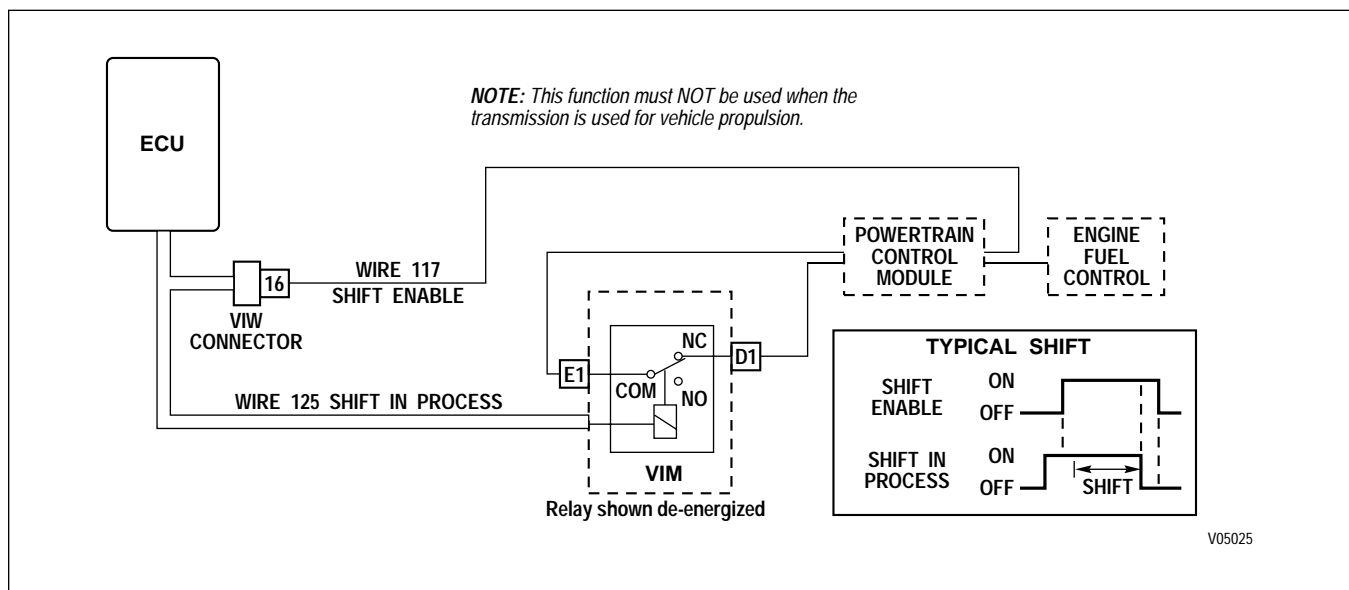 ECU
NOTE: This function must NOT be used when the
transmission is used for vehicle propulsion.
16
WIRE 117
SHIFT ENABLE
VIW
CONNECTOR
POWERTRAIN
CONTROL
MODULE
ENGINE
FUEL
CONTROL
WIRE 125 SHIFT IN PROCESS
E1
NC
COM
NO
D1
VIM
Relay shown de-energized
TYPICAL SHIFT
SHIFT
ENABLE
ON
OFF
SHIFT IN
PROCESS
ON
OFF
SHIFT
V05025